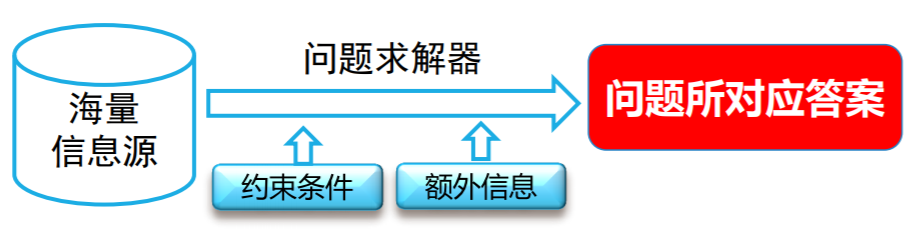 海量
信息源
问题求解器
约束条件
额外信息
问题所对应答案